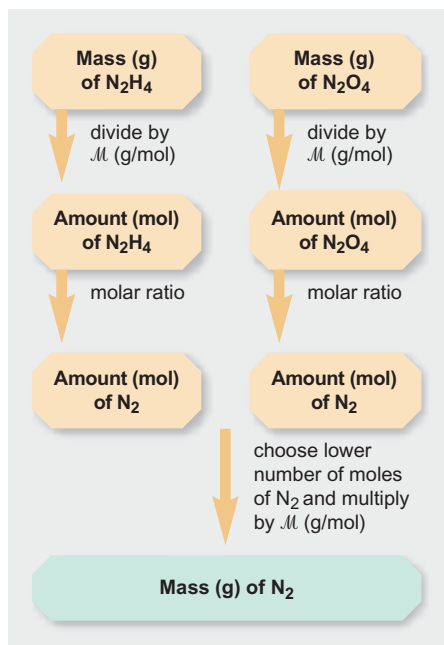 Mass (g)
of N₂H₄
Mass (g)
of N₂O₄
divide by
ℳ (g/mol)
divide by
ℳ (g/mol)
Amount (mol)
of N₂H₄
Amount (mol)
of N₂O₄
molar ratio
molar ratio
Amount (mol)
of N₂
Amount (mol)
of N₂
choose lower
number of moles
of N₂ and multiply
by ℳ (g/mol)
Mass (g) of N₂